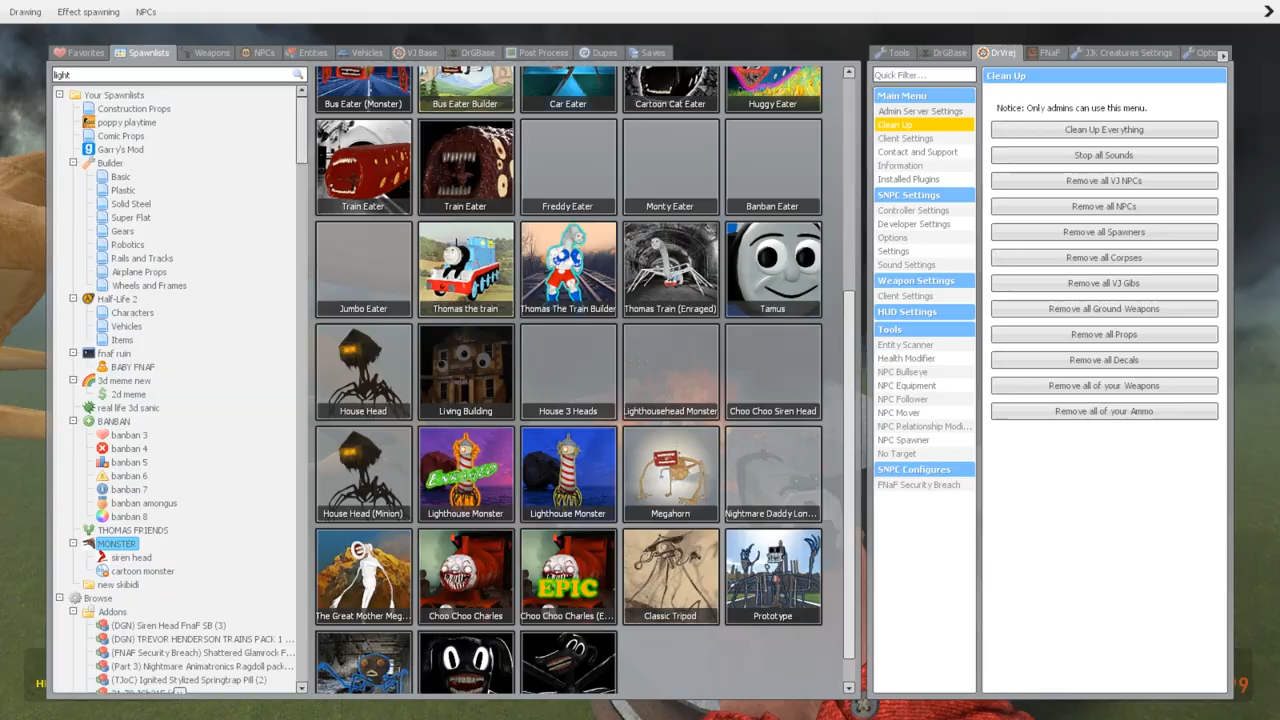 Drawing Effect spawning NPCs
Favorites Spawnlists Weapons NPCs Entities Vehicles VJ Base DrGBase Post Process Dupes Saves
Tools DrGBase DrVrej FNaF JJK: Creatures Settings Optio
light
Your Spawnlists
Construction Props
poppy playtime
Comic Props
Garry's Mod
Builder
Basic
Plastic
Solid Steel
Super Flat
Gears
Robotics
Rails and Tracks
Airplane Props
Wheels and Frames
Half-Life 2
Characters
Vehicles
Items
fnaf ruin
BABY FNAF
3d meme new
2d meme
real life 3d sanic
BANBAN
banban 3
banban 4
banban 5
banban 6
banban 7
banban amongus
banban 8
THOMAS FRIENDS
MONSTER
siren head
cartoon monster
new skibidi
Browse
Addons
(DGN) Siren Head FnaF SB (3)
(DGN) TREVOR HENDERSON TRAINS PACK 1 ...
(FNAF Security Breach) Shattered Glamrock F...
(Part 3) Nightmare Animatronics Ragdoll pack...
(TJoC) Ignited Stylized Springtrap Pill (2)
Bus Eater (Monster) Bus Eater Builder Car Eater Cartoon Cat Eater Huggy Eater
Train Eater Train Eater Freddy Eater Monty Eater Banban Eater
Jumbo Eater Thomas the train Thomas The Train Builder Thomas Train (Enraged) Tamus
House Head Living Building House 3 Heads Lighthousehead Monster Choo Choo Siren Head
House Head (Minion) Lighthouse Monster Lighthouse Monster Megahorn Nightmare Daddy Lon...
EPIC
The Great Mother Meg... Choo Choo Charles Choo Choo Charles (E... Classic Tripod Prototype
Quick Filter...
Main Menu
Admin Server Settings
Clean Up
Client Settings
Contact and Support
Information
Installed Plugins
SNPC Settings
Controller Settings
Developer Settings
Options
Settings
Sound Settings
Weapon Settings
Client Settings
HUD Settings
Tools
Entity Scanner
Health Modifier
NPC Bullseye
NPC Equipment
NPC Follower
NPC Mover
NPC Relationship Modi...
NPC Spawner
No Target
SNPC Configures
FNaF Security Breach
Clean Up
Notice: Only admins can use this menu.
Clean Up Everything
Stop all Sounds
Remove all VJ NPCs
Remove all NPCs
Remove all Spawners
Remove all Corpses
Remove all VJ Gibs
Remove all Ground Weapons
Remove all Props
Remove all Decals
Remove all of your Weapons
Remove all of your Ammo